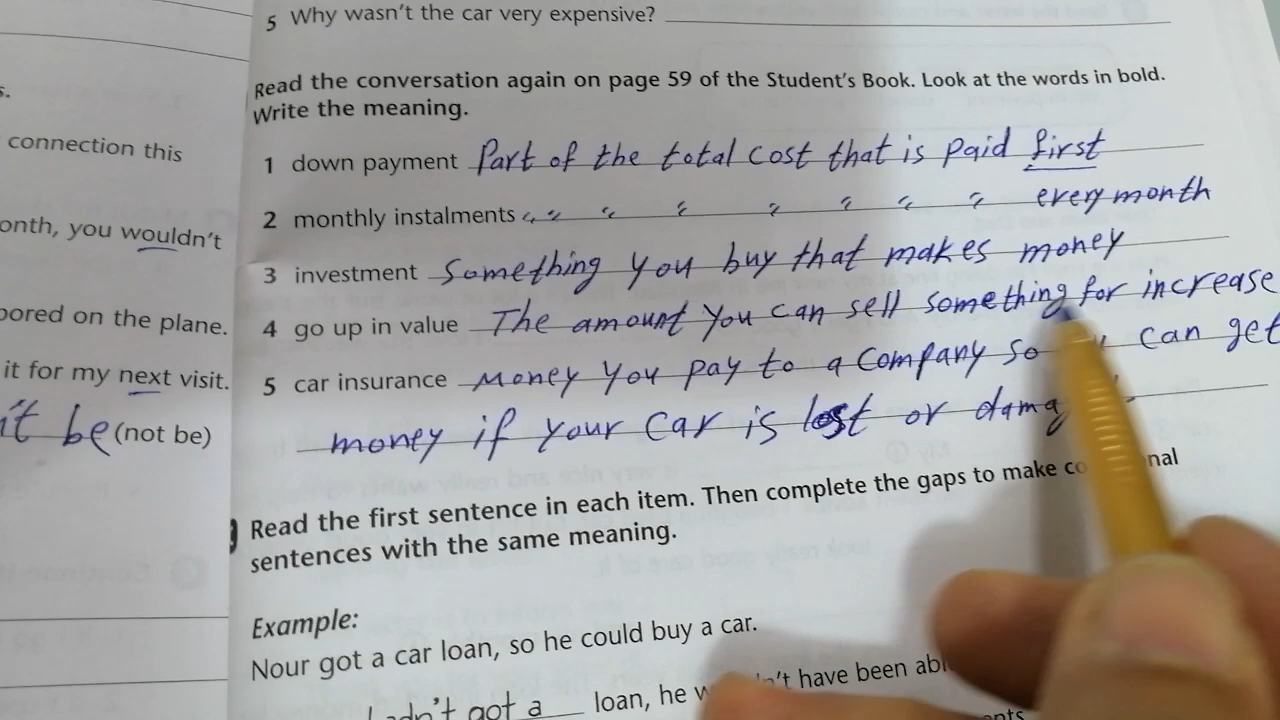 5 Why wasn't the car very expensive?
Read the conversation again on page 59 of the Student's Book. Look at the words in bold.
Write the meaning.
1 down payment Part of the total cost that is paid first
2 monthly instalments " " " " " " " " every month
3 investment Something you buy that makes money
4 go up in value The amount you can sell something for increase
5 car insurance Money you pay to a company so can get
money if your car is lost or
Read the first sentence in each item. Then complete the gaps to make
sentences with the same meaning.
Example:
Nour got a car loan, so he could buy a car.
hadn't got a loan, he have been
connection this
you wouldn't
on the plane.
it for my next visit.
it be (not be)